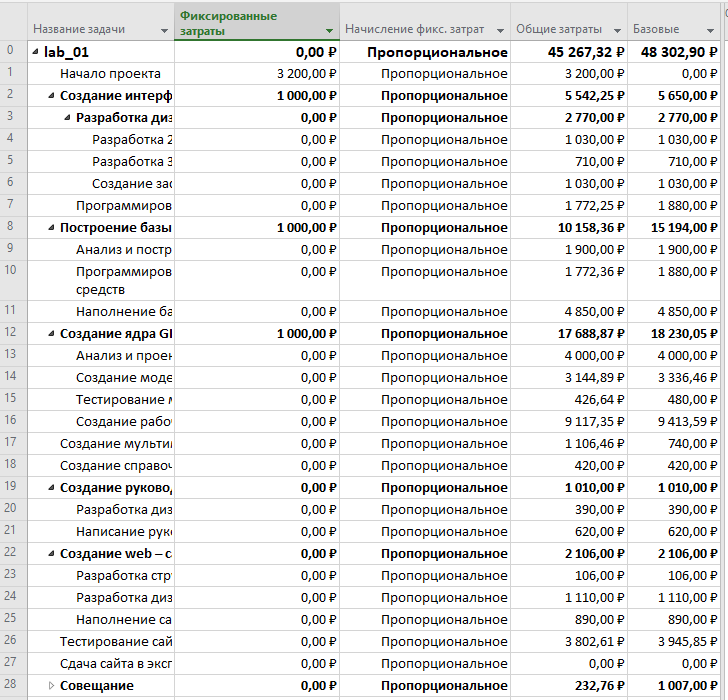 Название задачи Фиксированные затраты Начисление фикс. затрат Общие затраты Базовые
0 lab_01 0,00 ₽ Пропорциональное 45 267,32 ₽ 48 302,90 ₽
1 Начало проекта 3 200,00 ₽ Пропорциональное 3 200,00 ₽ 0,00 ₽
2 Создание интерф 1 000,00 ₽ Пропорциональное 5 542,25 ₽ 5 650,00 ₽
3 Разработка диз 0,00 ₽ Пропорциональное 2 770,00 ₽ 2 770,00 ₽
4 Разработка 2 0,00 ₽ Пропорциональное 1 030,00 ₽ 1 030,00 ₽
5 Разработка 3 0,00 ₽ Пропорциональное 710,00 ₽ 710,00 ₽
6 Создание зас 0,00 ₽ Пропорциональное 1 030,00 ₽ 1 030,00 ₽
7 Программиров 0,00 ₽ Пропорциональное 1 772,25 ₽ 1 880,00 ₽
8 Построение базы 1 000,00 ₽ Пропорциональное 10 158,36 ₽ 15 194,00 ₽
9 Анализ и постр 0,00 ₽ Пропорциональное 1 900,00 ₽ 1 900,00 ₽
10 Программиров 0,00 ₽ Пропорциональное 1 772,36 ₽ 1 880,00 ₽
средств
11 Наполнение ба 0,00 ₽ Пропорциональное 4 850,00 ₽ 4 850,00 ₽
12 Создание ядра GI 1 000,00 ₽ Пропорциональное 17 688,87 ₽ 18 230,05 ₽
13 Анализ и проек 0,00 ₽ Пропорциональное 4 000,00 ₽ 4 000,00 ₽
14 Создание моде 0,00 ₽ Пропорциональное 3 144,89 ₽ 3 336,46 ₽
15 Тестирование м 0,00 ₽ Пропорциональное 426,64 ₽ 480,00 ₽
16 Создание рабо 0,00 ₽ Пропорциональное 9 117,35 ₽ 9 413,59 ₽
17 Создание мульти 0,00 ₽ Пропорциональное 1 106,46 ₽ 740,00 ₽
18 Создание справоч 0,00 ₽ Пропорциональное 420,00 ₽ 420,00 ₽
19 Создание руковод 0,00 ₽ Пропорциональное 1 010,00 ₽ 1 010,00 ₽
20 Разработка диз 0,00 ₽ Пропорциональное 390,00 ₽ 390,00 ₽
21 Написание рук 0,00 ₽ Пропорциональное 620,00 ₽ 620,00 ₽
22 Создание web – с 0,00 ₽ Пропорциональное 2 106,00 ₽ 2 106,00 ₽
23 Разработка стр 0,00 ₽ Пропорциональное 106,00 ₽ 106,00 ₽
24 Разработка диз 0,00 ₽ Пропорциональное 1 110,00 ₽ 1 110,00 ₽
25 Наполнение са 0,00 ₽ Пропорциональное 890,00 ₽ 890,00 ₽
26 Тестирование сай 0,00 ₽ Пропорциональное 3 802,61 ₽ 3 945,85 ₽
27 Сдача сайта в эксп 0,00 ₽ Пропорциональное 0,00 ₽ 0,00 ₽
28 Совещание 0,00 ₽ Пропорциональное 232,76 ₽ 1 007,00 ₽